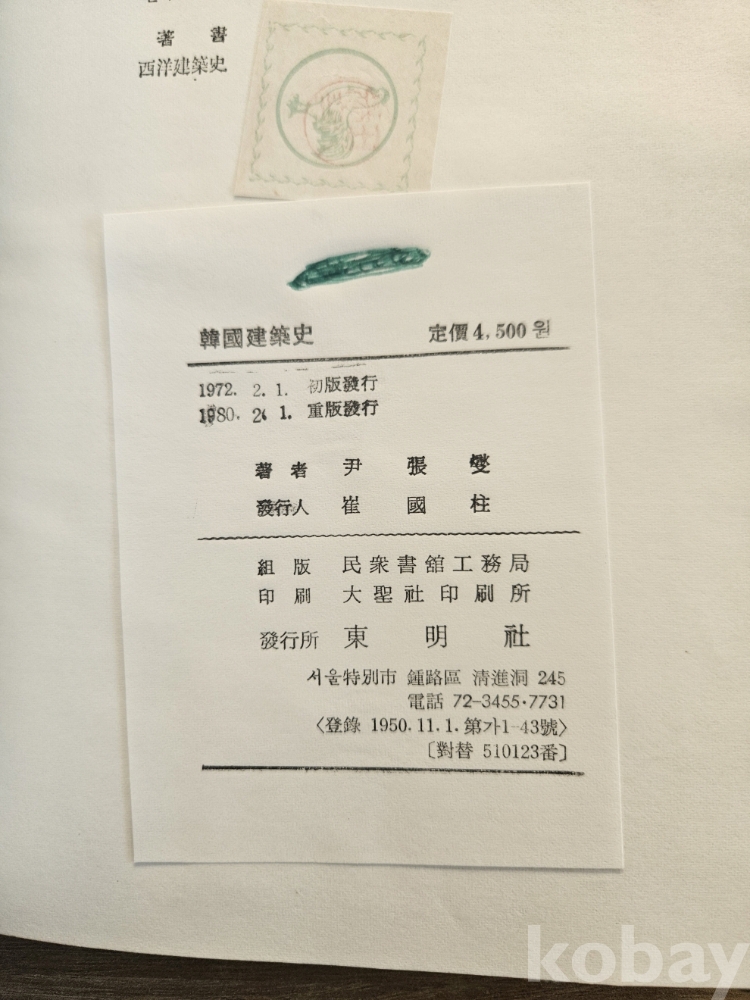 著 書
西洋建築史
韓國建築史 定價 4,500 원
1972. 2. 1. 初版發行
1980. 2. 1. 重版發行
著 者 尹 張 燮
發行人 崔 國 柱
組 版 民衆書館工務局
印 刷 大聖社印刷所
發行所 東 明 社
서울特別市 鍾路區 淸進洞 245
電話 72-3455·7731
〈登錄 1950. 11. 1. 第가1-43號〉
〔對替 510123番〕
kobay